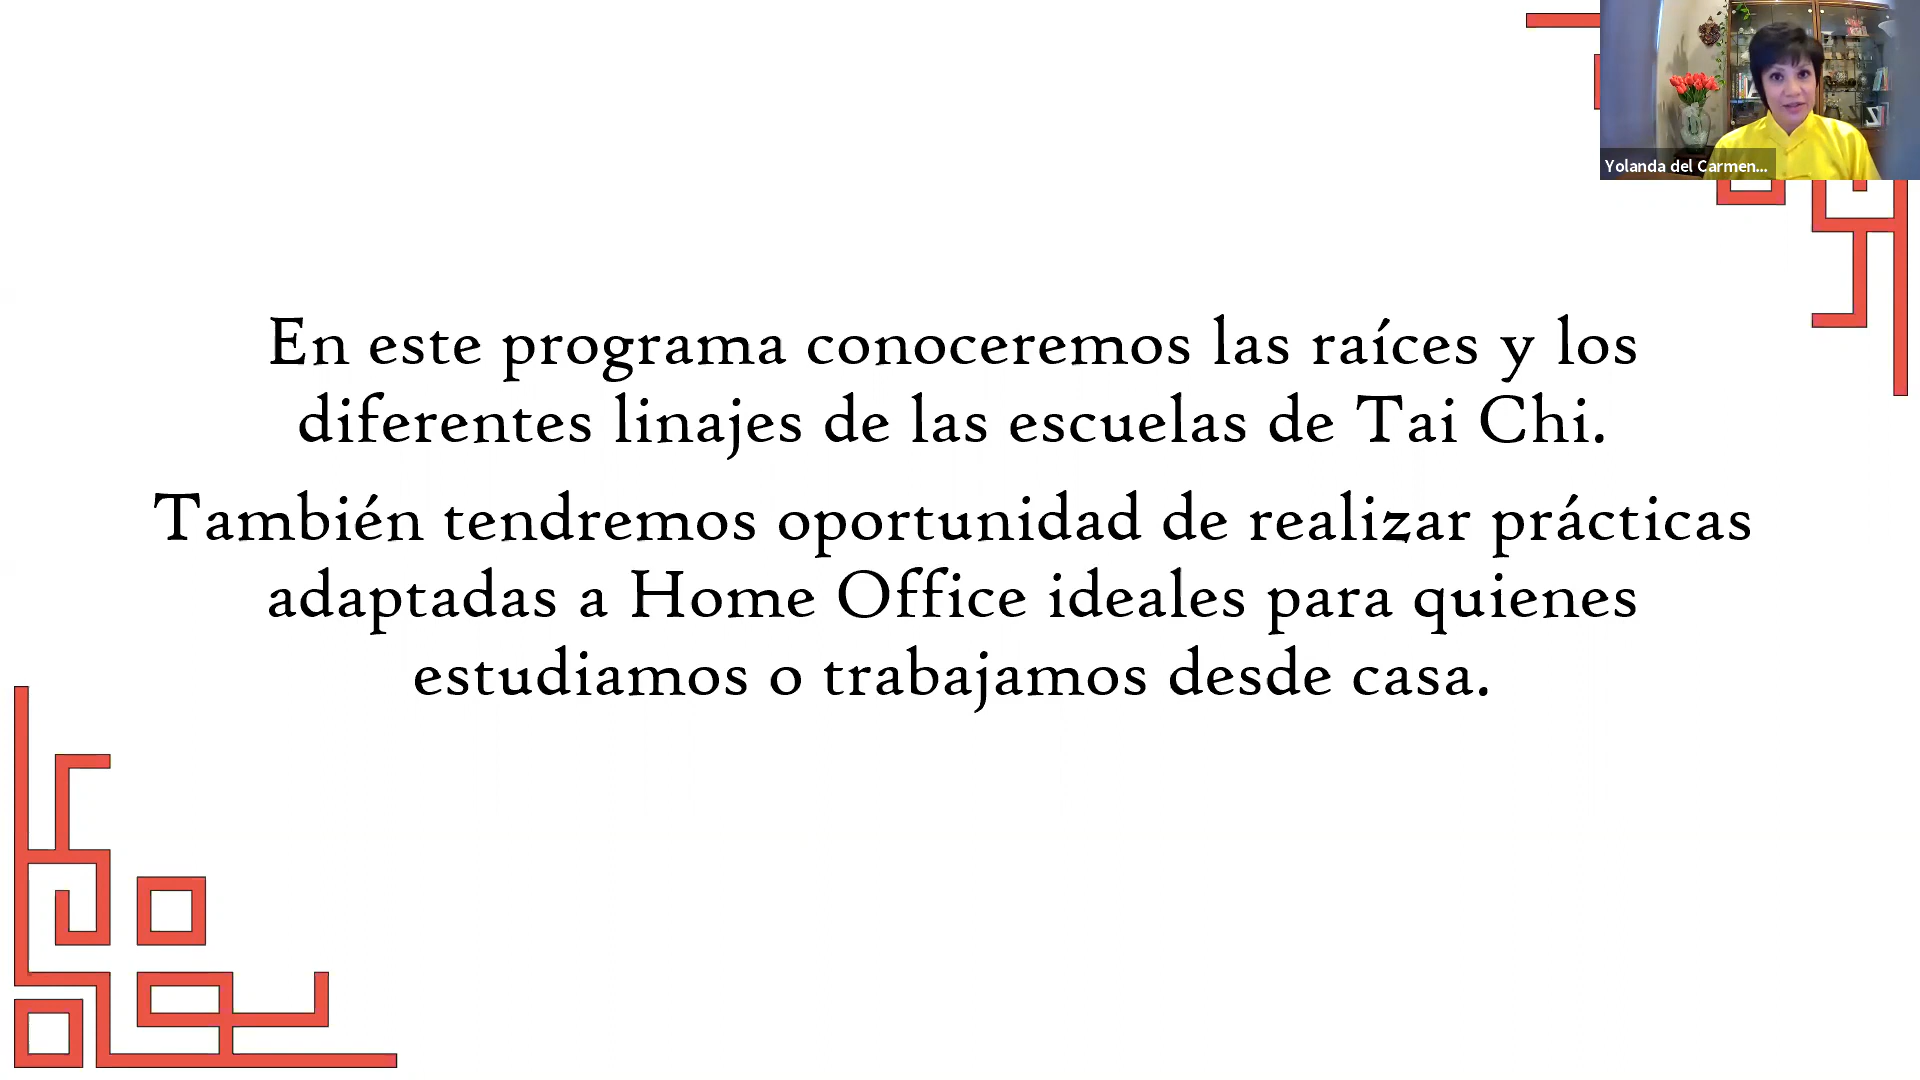 Yolanda del Carmen...
En este programa conoceremos las raíces y los
diferentes linajes de las escuelas de Tai Chi.
También tendremos oportunidad de realizar prácticas
adaptadas a Home Office ideales para quienes
estudiamos o trabajamos desde casa.